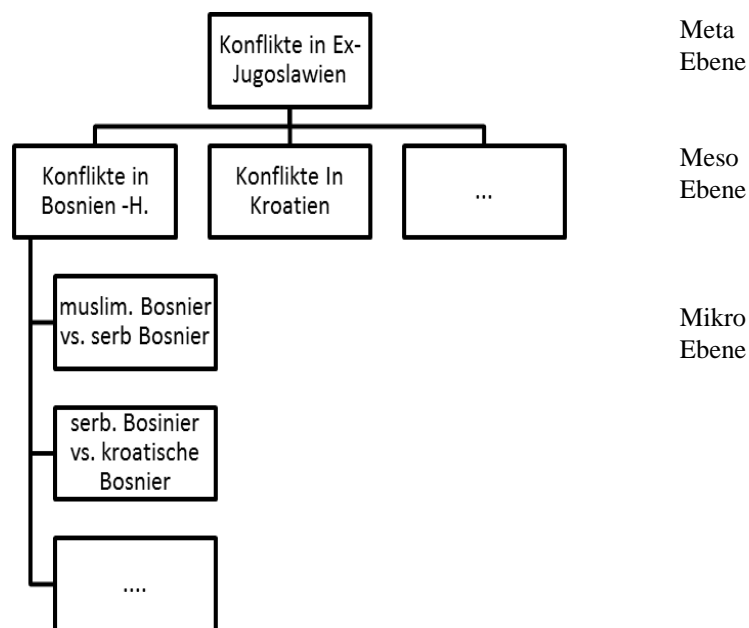 Konflikte in Ex-
Jugoslawien
Meta
Ebene
Konflikte in
Bosnien -H.
Konflikte In
Kroatien
...
Meso
Ebene
muslim. Bosnier
vs. serb Bosnier
Mikro
Ebene
serb. Bosinier
vs. kroatische
Bosnier
....